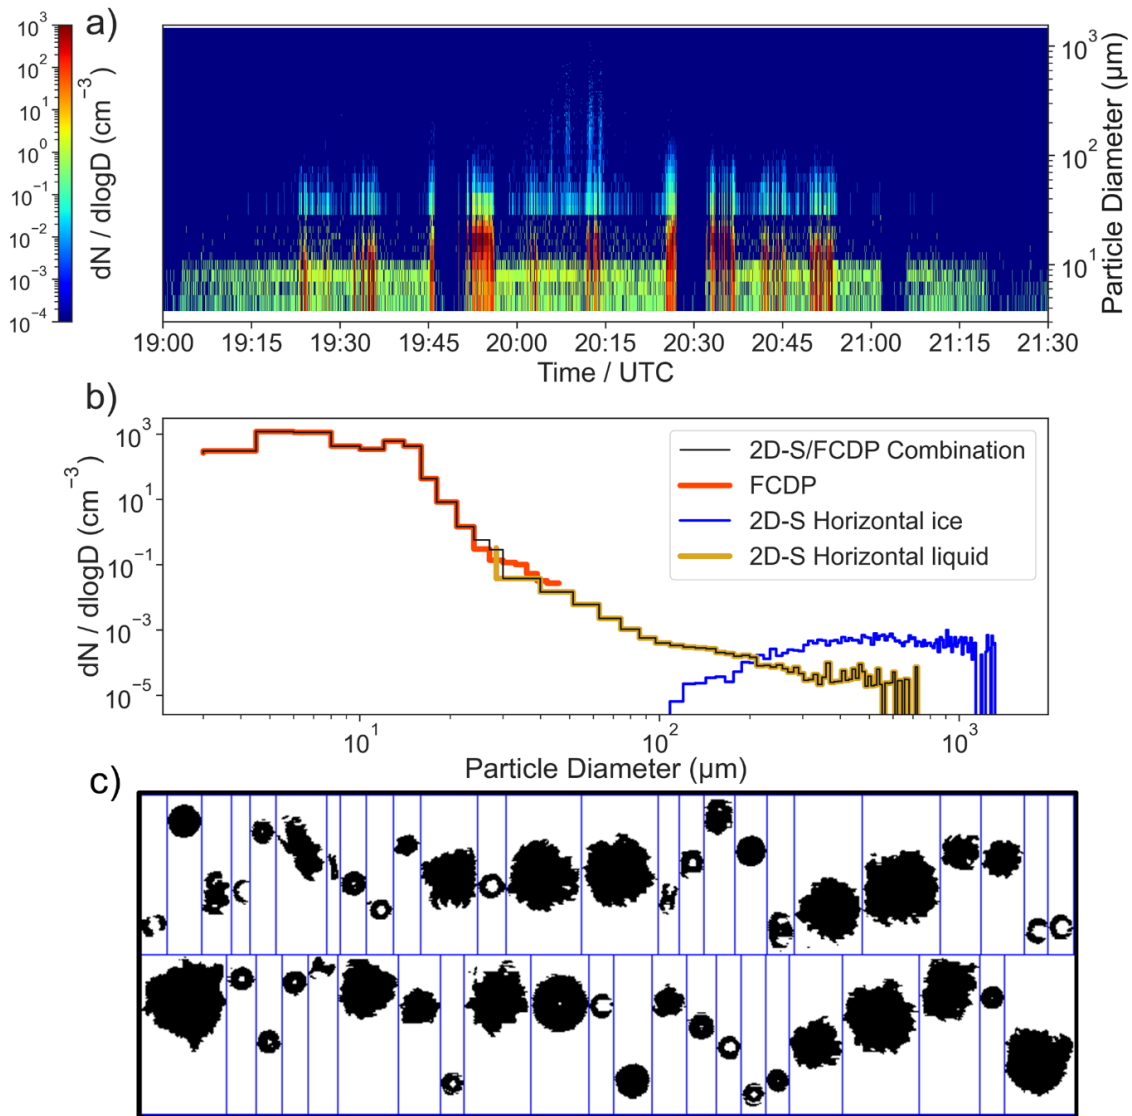 a)
10³
10²
10¹
10⁰
10⁻¹
10⁻²
10⁻³
10⁻⁴
dN / dlogD (cm⁻³)
10³
10²
10¹
Particle Diameter (μm)
19:00 19:15 19:30 19:45 20:00 20:15 20:30 20:45 21:00 21:15 21:30
Time / UTC
b)
10³
10¹
10⁻¹
10⁻³
10⁻⁵
dN / dlogD (cm⁻³)
2D-S/FCDP Combination
FCDP
2D-S Horizontal ice
2D-S Horizontal liquid
10¹ 10² 10³
Particle Diameter (μm)
c)